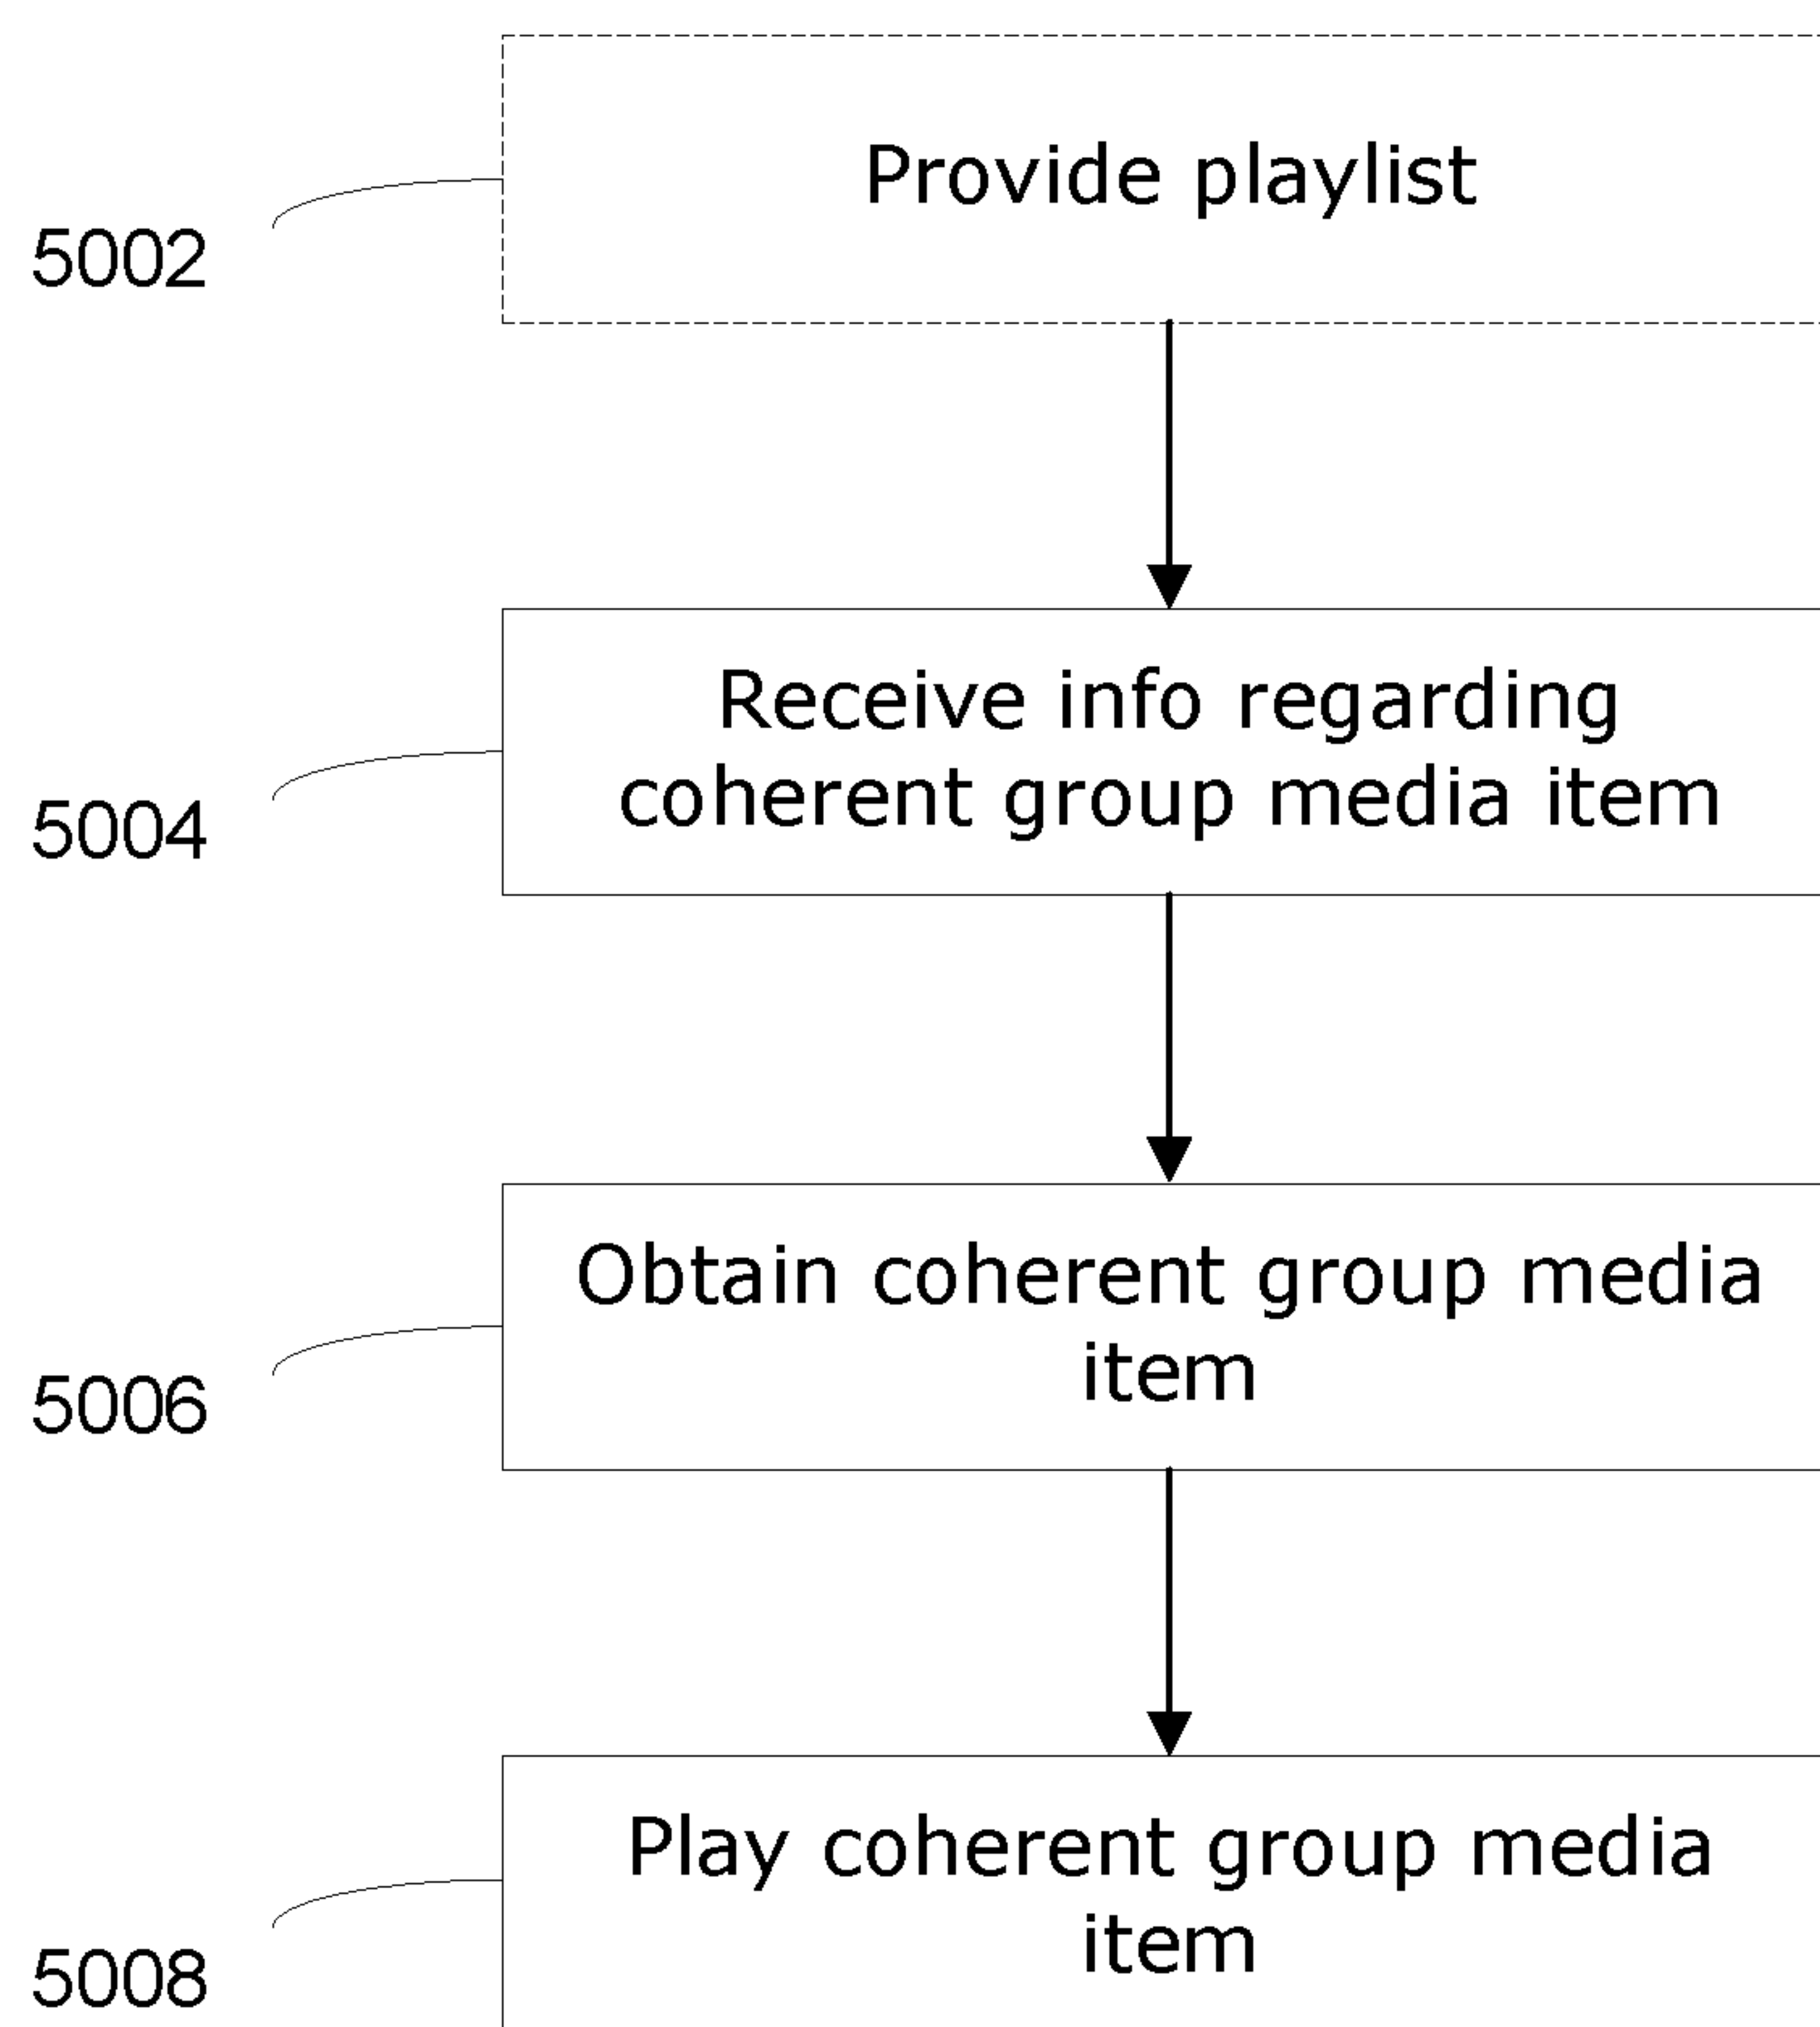 Provide playlist
5002
Receive info regarding
coherent group media item
5004
Obtain coherent group media
item
5006
Play coherent group media
item
5008